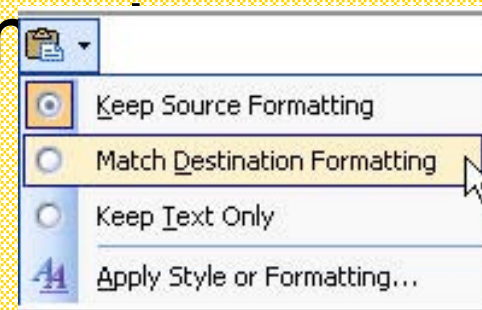 Keep Source Formatting
Match Destination Formatting
Keep Text Only
Apply Style or Formatting...